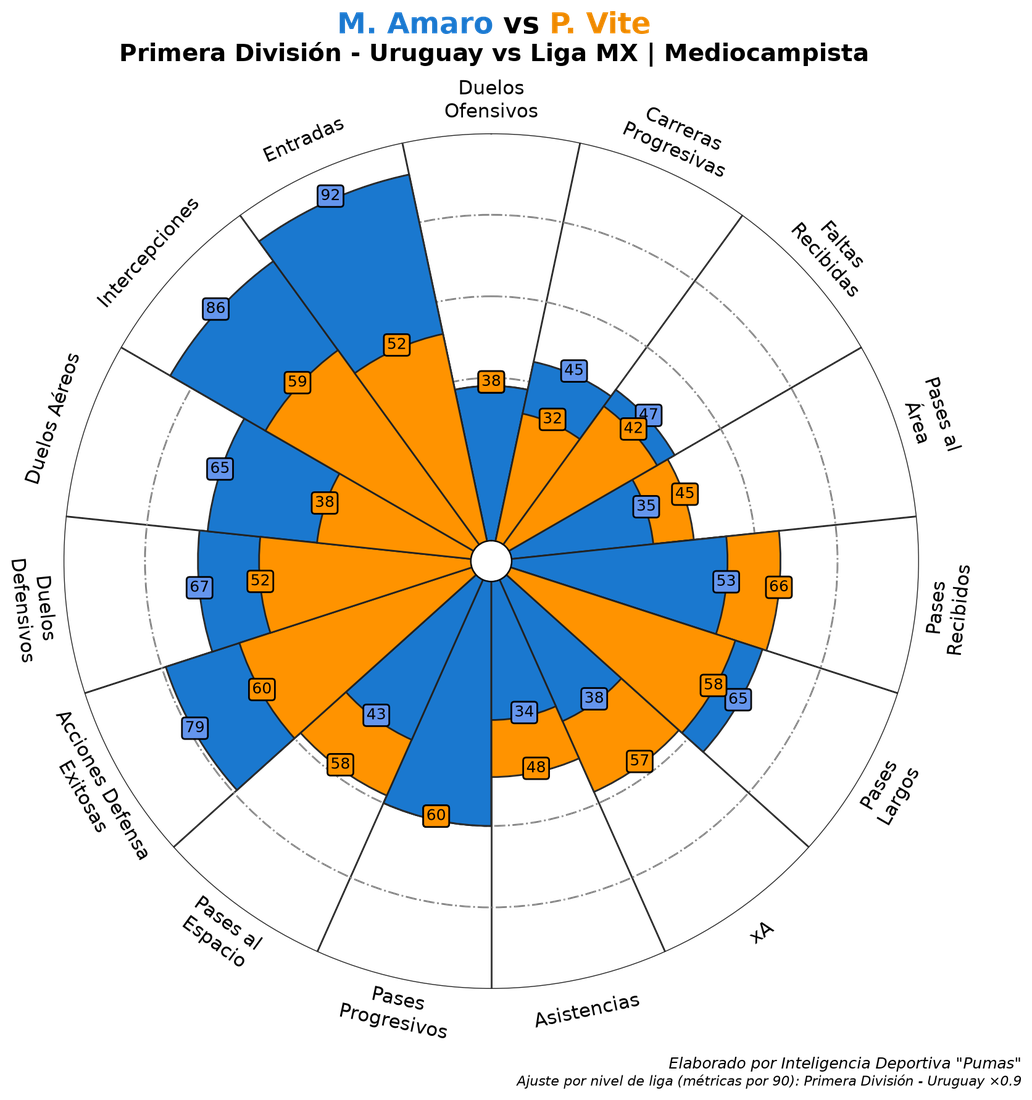 M. Amaro vs P. Vite
Primera División - Uruguay vs Liga MX | Mediocampista
Duelos
Ofensivos
Carreras
Progresivas
Faltas
Recibidas
Pases al
Área
Pases
Recibidos
Pases
Largos
xA
Asistencias
Pases
Progresivos
Pases al
Espacio
Acciones Defensa
Exitosas
Duelos
Defensivos
Duelos Aéreos
Intercepciones
Entradas
38
45
32
47
42
35
45
53
66
58
65
38
57
34
48
60
43
58
60
79
67
52
65
38
86
59
92
52
Elaborado por Inteligencia Deportiva "Pumas"
Ajuste por nivel de liga (métricas por 90): Primera División - Uruguay ×0.9